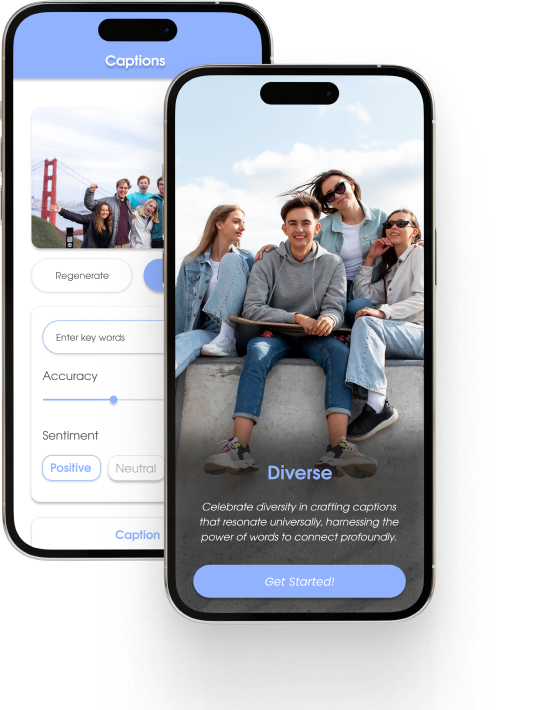 Captions
Regenerate
Enter key words
Accuracy
Sentiment
Positive
Neutral
Caption
Diverse
Celebrate diversity in crafting captions
that resonate universally, harnessing the
power of words to connect profoundly.
Get Started!